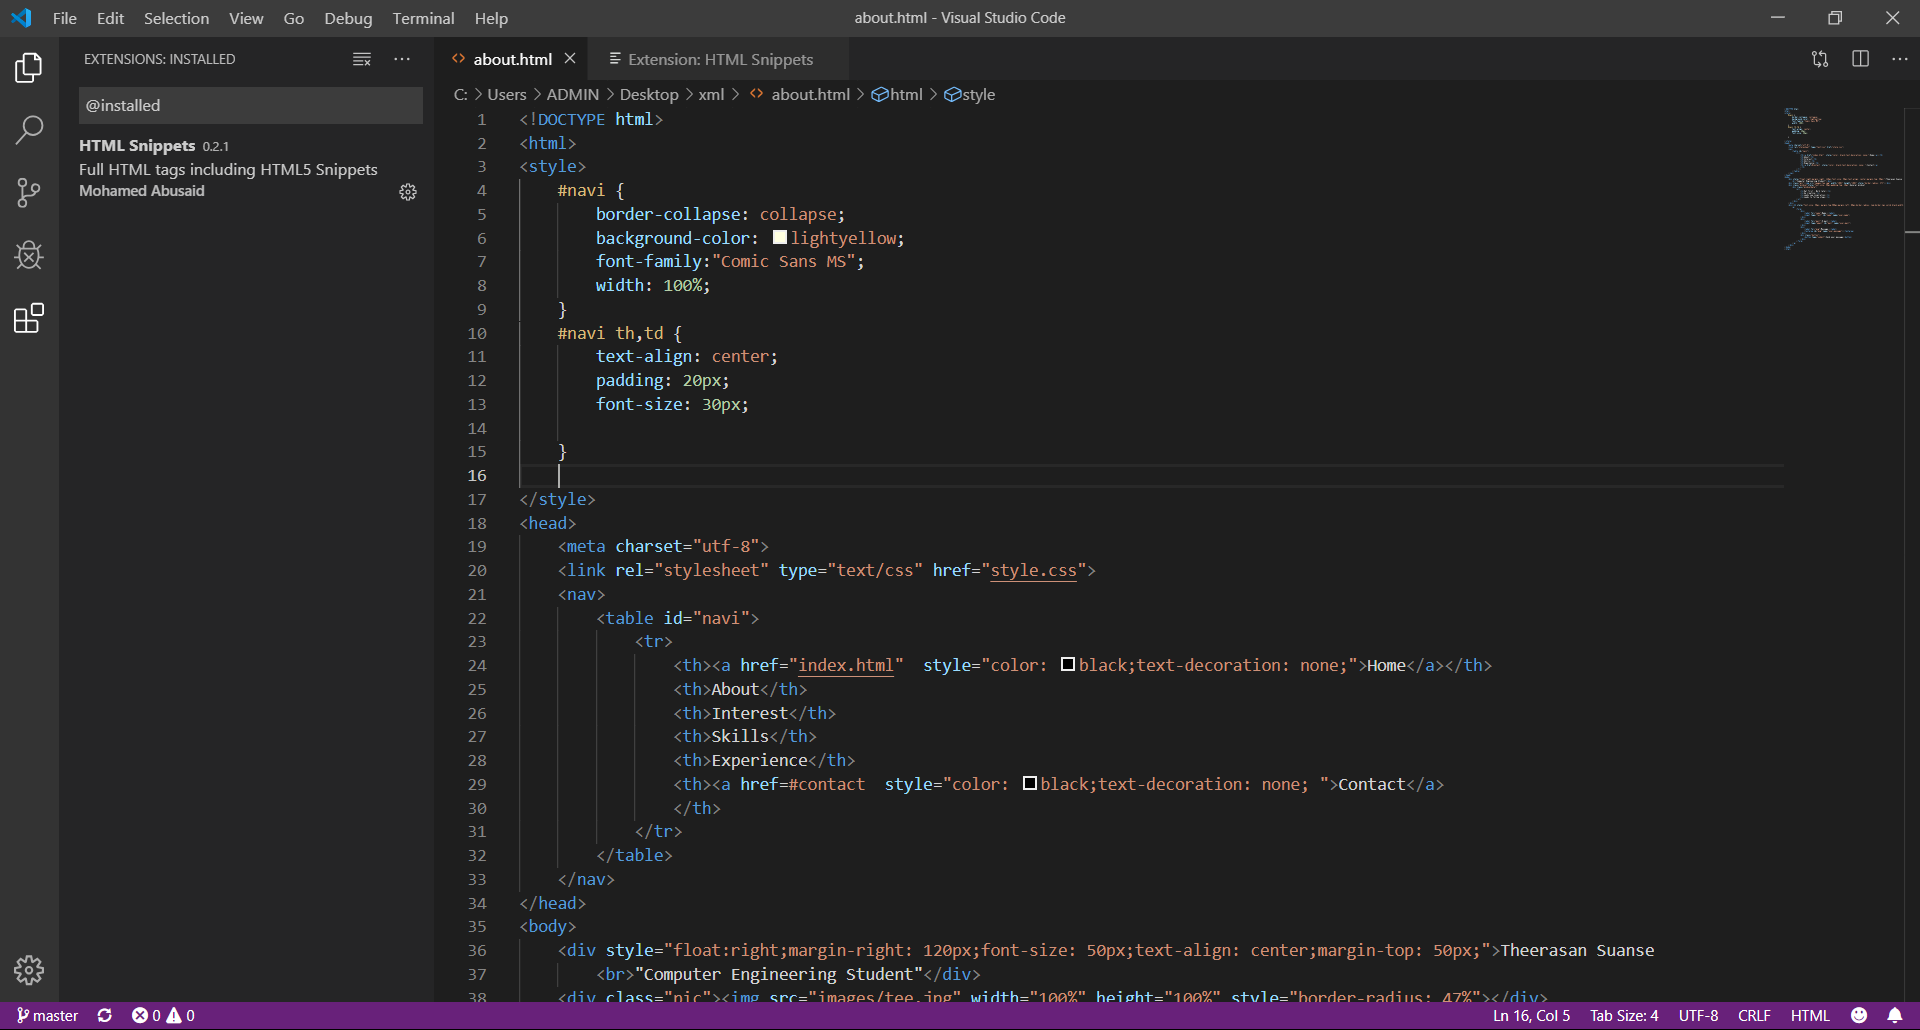 File Edit Selection View Go Debug Terminal Help
about.html - Visual Studio Code
EXTENSIONS: INSTALLED
@installed
HTML Snippets 0.2.1
Full HTML tags including HTML5 Snippets
Mohamed Abusaid
about.html
Extension: HTML Snippets
C: > Users > ADMIN > Desktop > xml > <> about.html > html > style
1 <!DOCTYPE html>
2 <html>
3 <style>
4 #navi {
5 border-collapse: collapse;
6 background-color: lightyellow;
7 font-family:"Comic Sans MS";
8 width: 100%;
9 }
10 #navi th,td {
11 text-align: center;
12 padding: 20px;
13 font-size: 30px;
14
15 }
16
17 </style>
18 <head>
19 <meta charset="utf-8">
20 <link rel="stylesheet" type="text/css" href="style.css">
21 <nav>
22 <table id="navi">
23 <tr>
24 <th><a href="index.html"  style="color: black;text-decoration: none;">Home</a></th>
25 <th>About</th>
26 <th>Interest</th>
27 <th>Skills</th>
28 <th>Experience</th>
29 <th><a href=#contact  style="color: black;text-decoration: none; ">Contact</a>
30 </th>
31 </tr>
32 </table>
33 </nav>
34 </head>
35 <body>
36 <div style="float:right;margin-right: 120px;font-size: 50px;text-align: center;margin-top: 50px;">Theerasan Suanse
37 <br>"Computer Engineering Student"</div>
38 <div class="pic"><img src="images/tee.jpg" width="100%" height="100%" style="border-radius: 47%"></div>
master 0 0 Ln 16, Col 5 Tab Size: 4 UTF-8 CRLF HTML